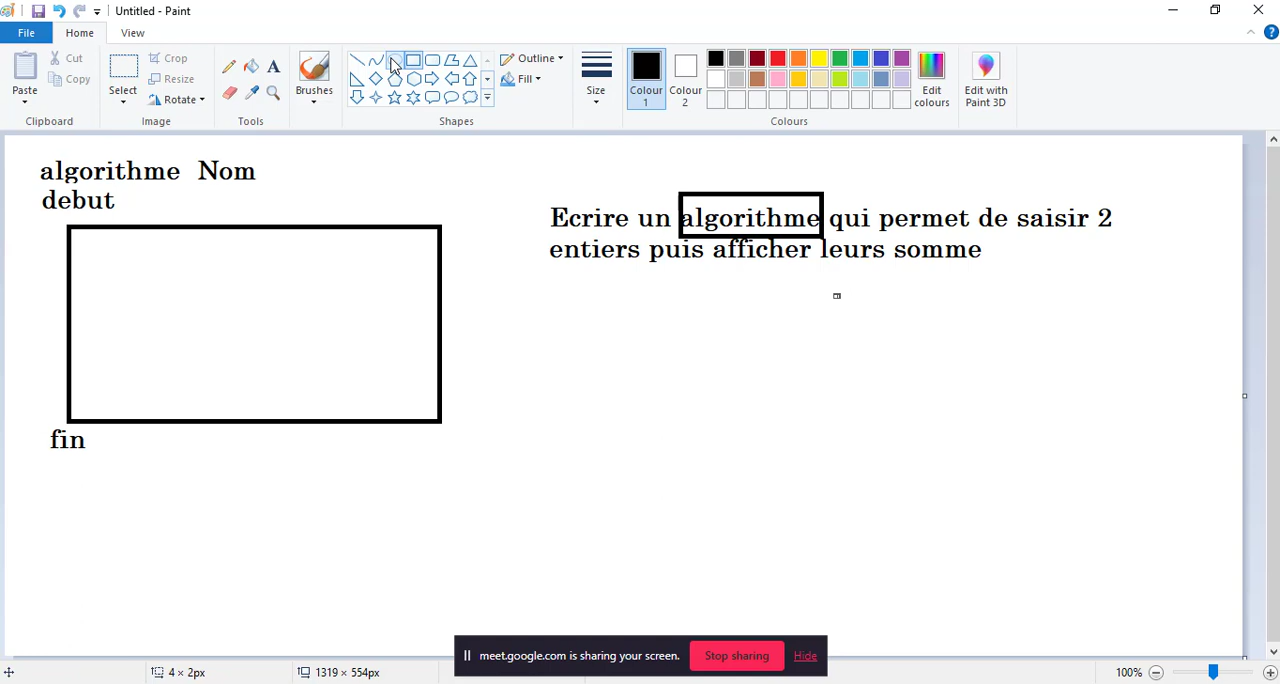 Untitled - Paint
File
Home
View
Paste
Cut
Copy
Clipboard
Select
Crop
Resize
Rotate
Image
A
Tools
Brushes
Outline
Fill
Shapes
Size
Colour 1
Colour 2
Edit colours
Colours
Edit with Paint 3D
algorithme Nom
debut
fin
Ecrire un algorithme qui permet de saisir 2
entiers puis afficher leurs somme
meet.google.com is sharing your screen.
Stop sharing
Hide
4 × 2px
1319 × 554px
100%